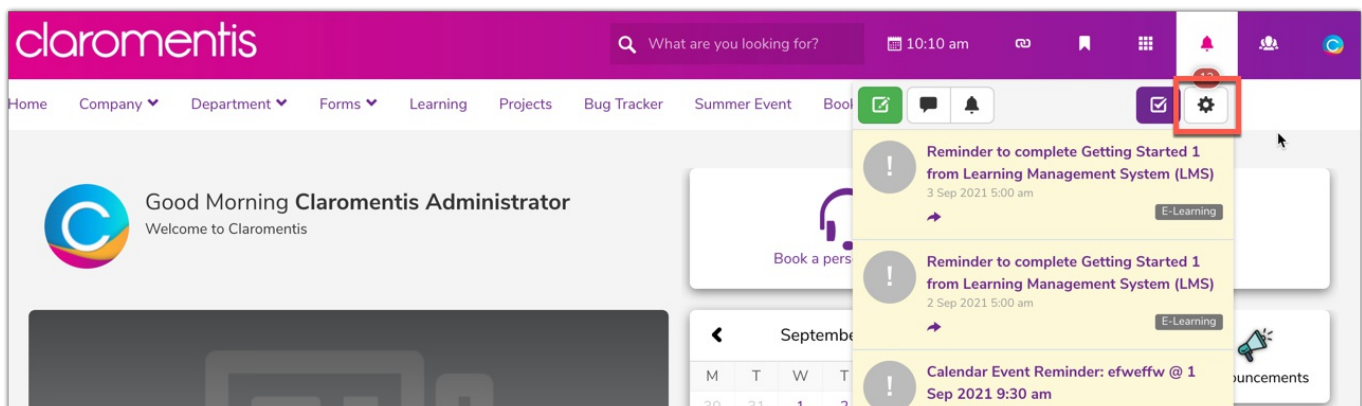 claromentis
What are you looking for?
10:10 am
Home Company Department Forms Learning Projects Bug Tracker Summer Event
Good Morning Claromentis Administrator
Welcome to Claromentis
Book a
Reminder to complete Getting Started 1
from Learning Management System (LMS)
3 Sep 2021 5:00 am
E-Learning
Reminder to complete Getting Started 1
from Learning Management System (LMS)
2 Sep 2021 5:00 am
E-Learning
Calendar Event Reminder: efweffw @ 1
Sep 2021 9:30 am
M T W T
30 31 1 2